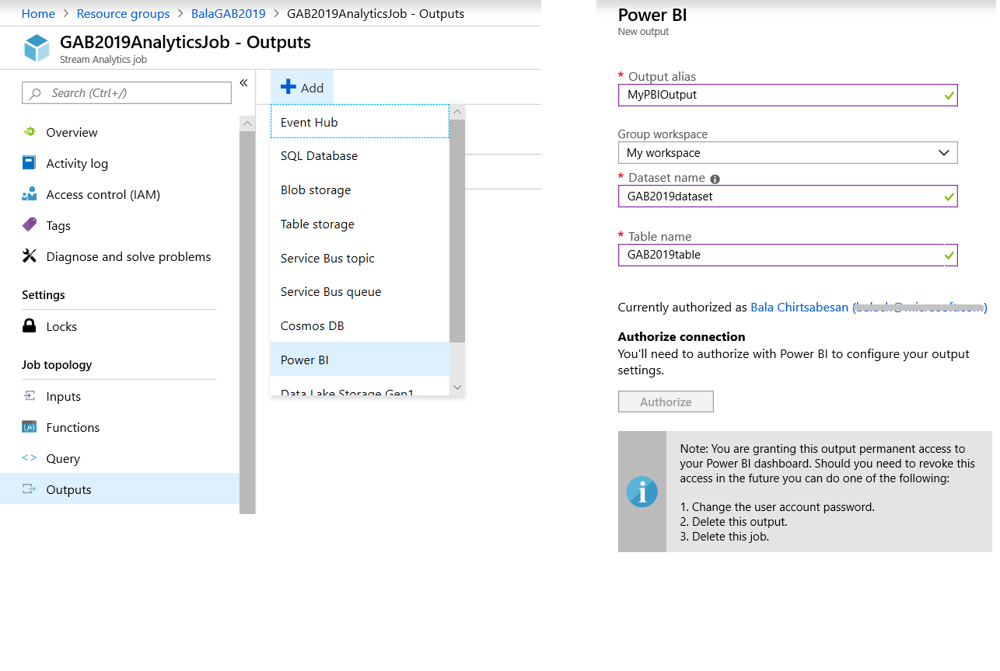 Home > Resource groups > BalaGAB2019 > GAB2019AnalyticsJob - Outputs
GAB2019AnalyticsJob - Outputs
Stream Analytics job
Search (Ctrl+/)
«
Overview
Activity log
Access control (IAM)
Tags
Diagnose and solve problems
Settings
Locks
Job topology
Inputs
Functions
Query
Outputs
Add
Event Hub
SQL Database
Blob storage
Table storage
Service Bus topic
Service Bus queue
Cosmos DB
Power BI
Data Lake Storage Gen1
Power BI
New output
* Output alias
MyPBIOutput
Group workspace
My workspace
* Dataset name
GAB2019dataset
* Table name
GAB2019table
Currently authorized as Bala Chirtsabesan
Authorize connection
You'll need to authorize with Power BI to configure your output
settings.
Authorize
Note: You are granting this output permanent access to
your Power BI dashboard. Should you need to revoke this
access in the future you can do one of the following:
1. Change the user account password.
2. Delete this output.
3. Delete this job.